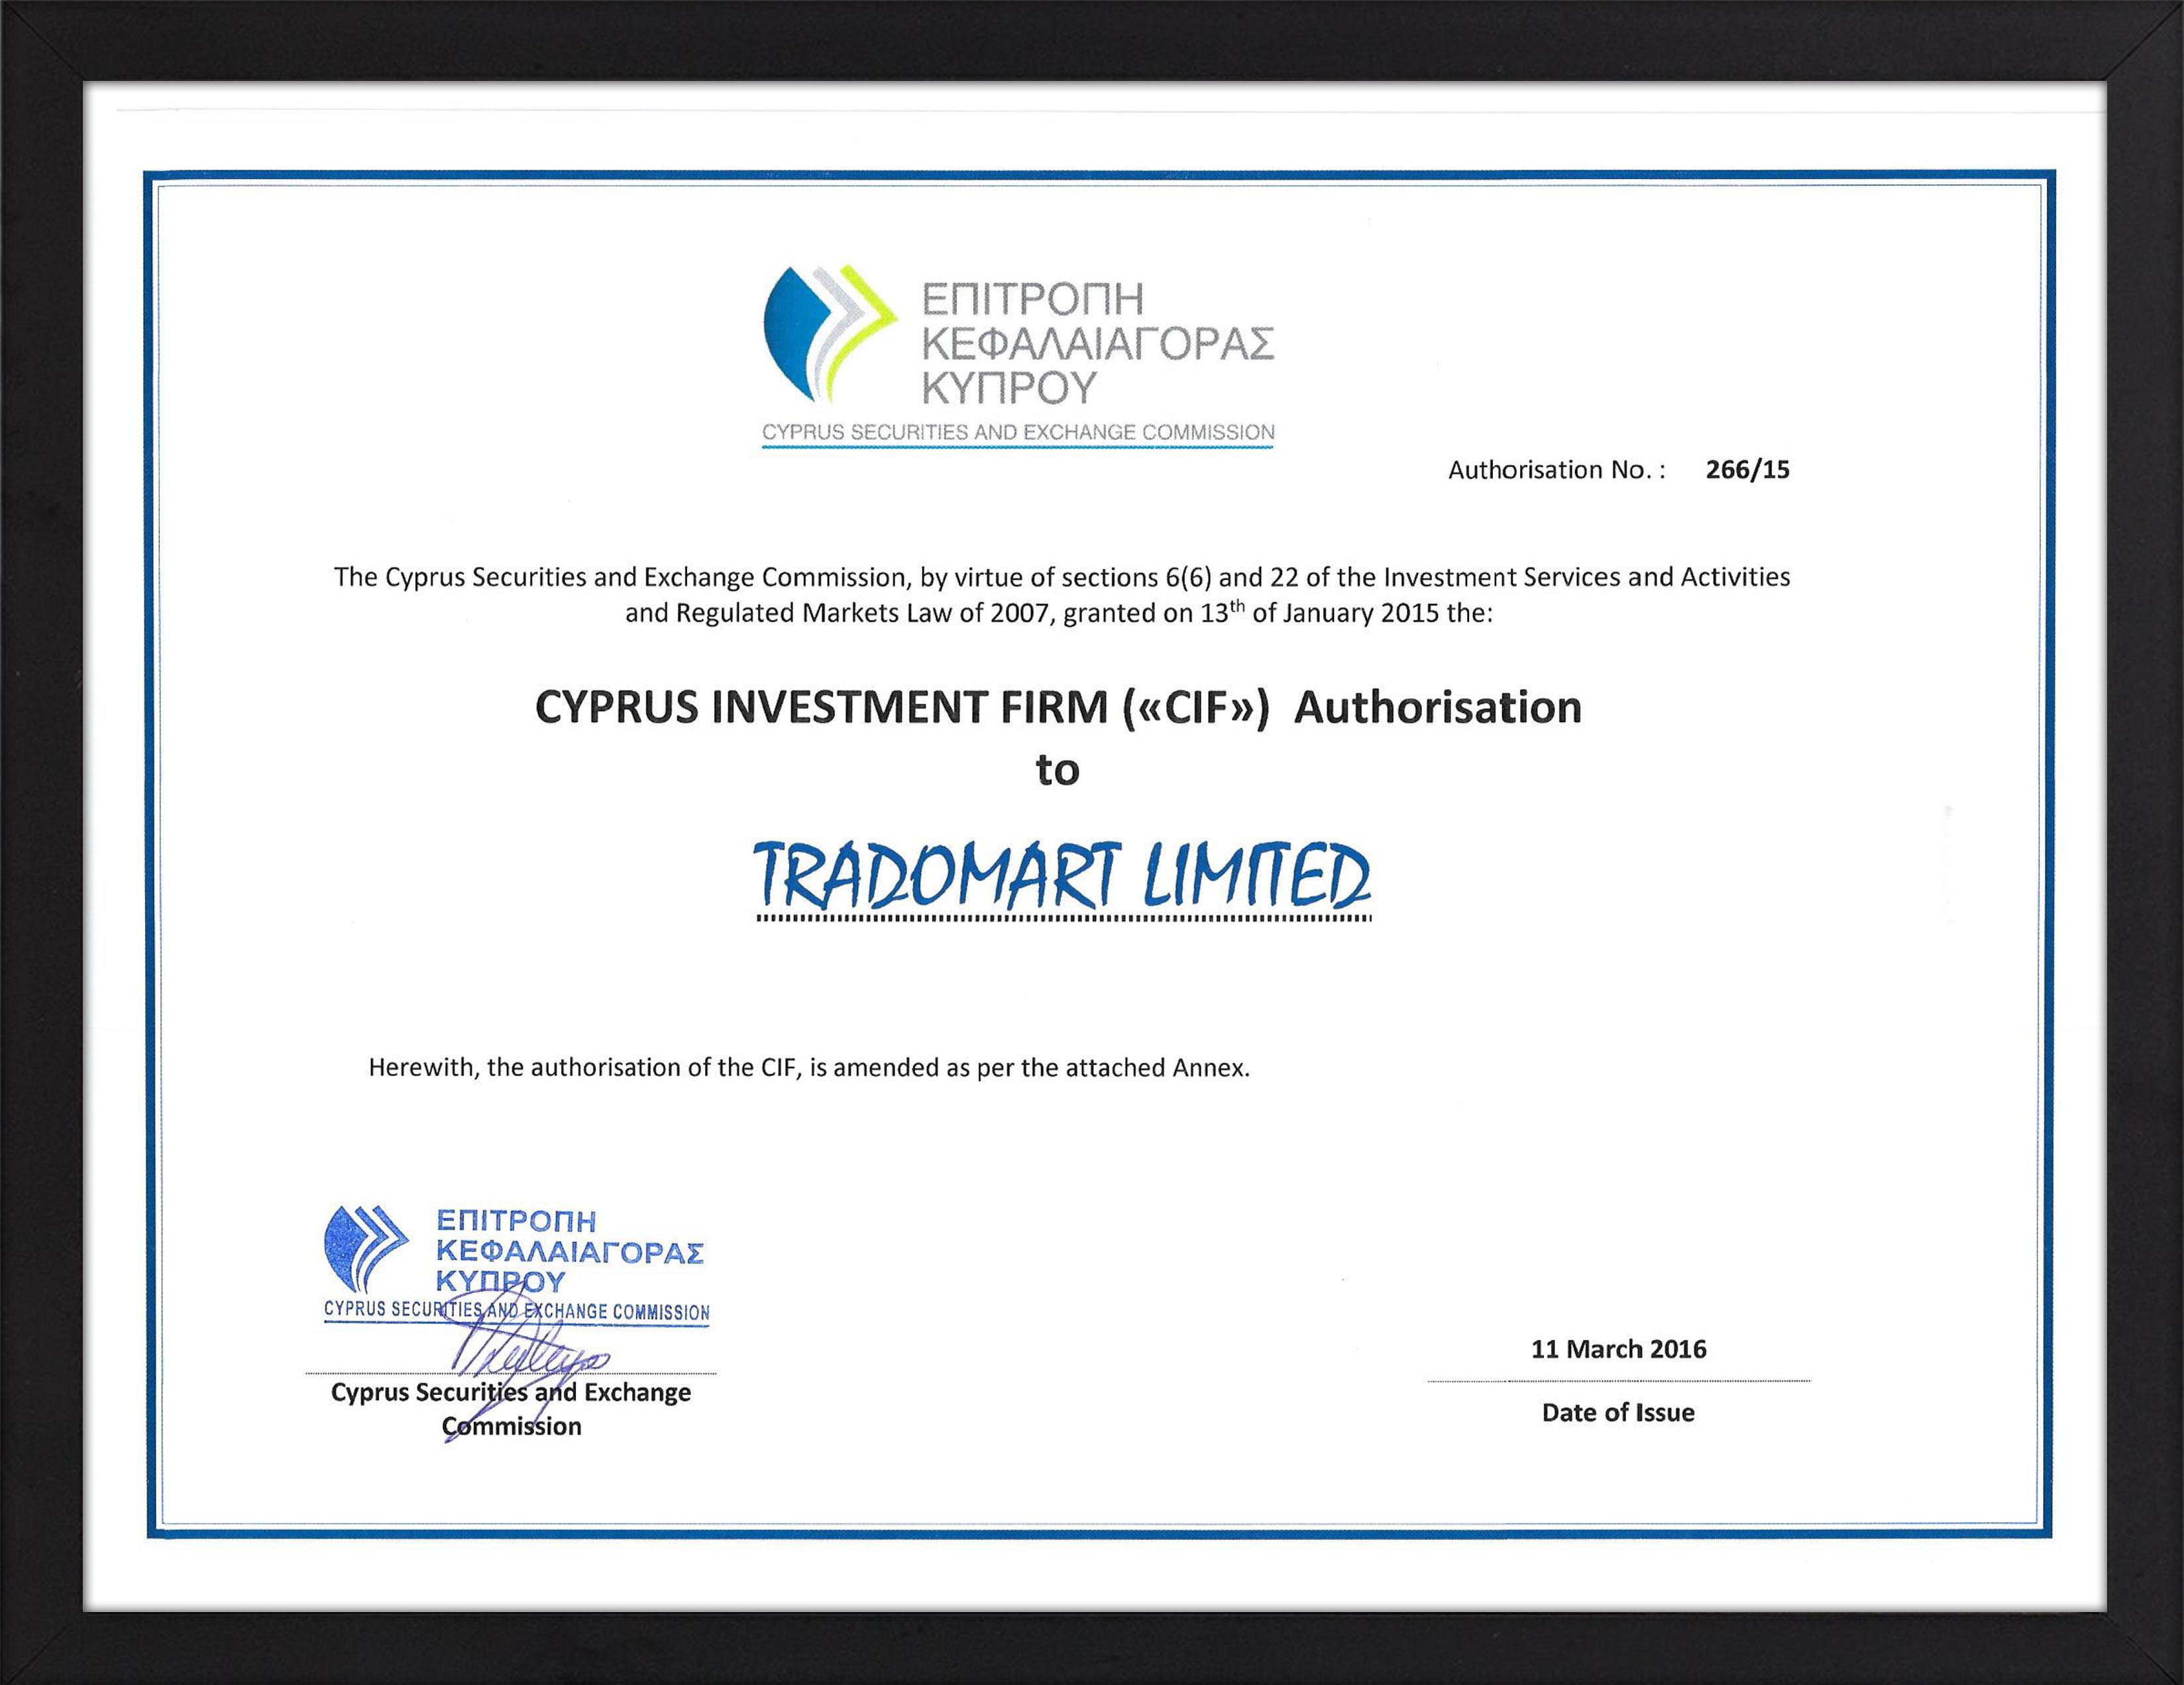 ΕΠΙΤΡΟΠΗ
ΚΕΦΑΛΑΙΑΓΟΡΑΣ
ΚΥΠΡΟΥ
CYPRUS SECURITIES AND EXCHANGE COMMISSION
Authorisation No. : 266/15
The Cyprus Securities and Exchange Commission, by virtue of sections 6(6) and 22 of the Investment Services and Activities
and Regulated Markets Law of 2007, granted on 13th of January 2015 the:
CYPRUS INVESTMENT FIRM («CIF») Authorisation
to
TRADOMART LIMITED
Herewith, the authorisation of the CIF, is amended as per the attached Annex.
ΕΠΙΤΡΟΠΗ
ΚΕΦΑΛΑΙΑΓΟΡΑΣ
ΚΥΠΡΟΥ
CYPRUS SECURITIES AND EXCHANGE COMMISSION
Cyprus Securities and Exchange
Commission
11 March 2016
Date of Issue